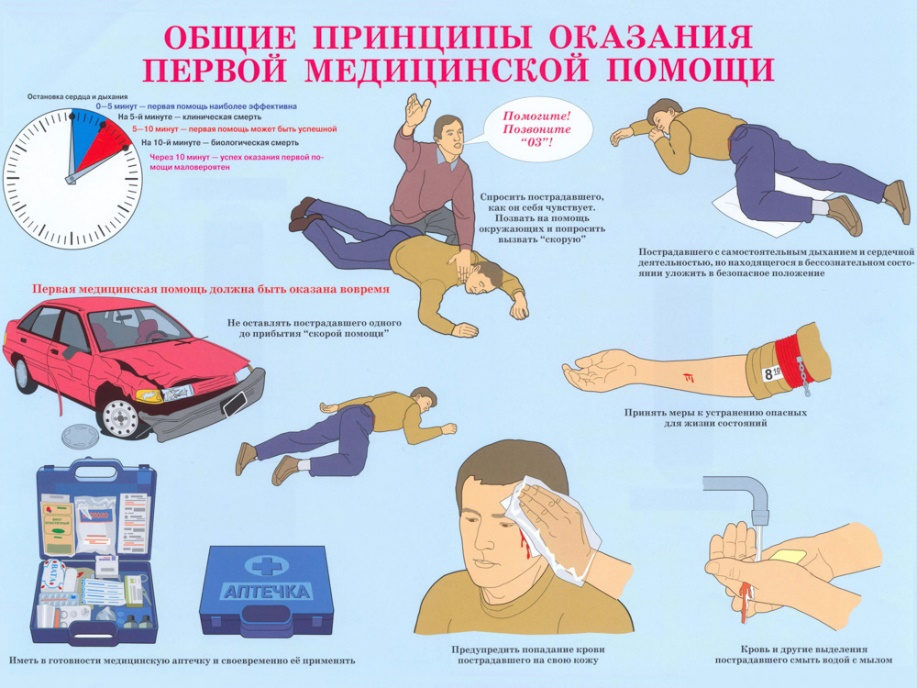 ОБЩИЕ ПРИНЦИПЫ ОКАЗАНИЯ
ПЕРВОЙ МЕДИЦИНСКОЙ ПОМОЩИ
Остановка сердца и дыхания
0–5 минут — первая помощь наиболее эффективна
На 5-й минуте — клиническая смерть
5–10 минут — первая помощь может быть успешной
На 10-й минуте — биологическая смерть
Через 10 минут — успех оказания первой по-
мощи маловероятен
Помогите!
Позвоните
"03"!
Спросить пострадавшего,
как он себя чувствует.
Позвать на помощь
окружающих и попросить
вызвать "скорую"
Пострадавшего с самостоятельным дыханием и сердечной
деятельностью, но находящегося в бессознательном состо-
янии уложить в безопасное положение
Первая медицинская помощь должна быть оказана вовремя
Не оставлять пострадавшего одного
до прибытия "скорой помощи"
8 10
Принять меры к устранению опасных
для жизни состояний
АПТЕЧКА
Иметь в готовности медицинскую аптечку и своевременно её применять
Предупредить попадание крови
пострадавшего на свою кожу
Кровь и другие выделения
пострадавшего смыть водой с мылом